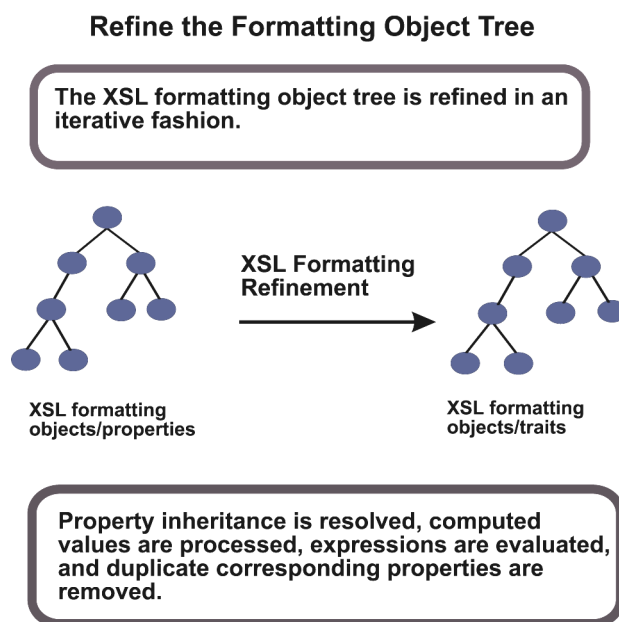 Refine the Formatting Object Tree
The XSL formatting object tree is refined in an
iterative fashion.
XSL Formatting
Refinement
XSL formatting
objects/properties
XSL formatting
objects/traits
Property inheritance is resolved, computed
values are processed, expressions are evaluated,
and duplicate corresponding properties are
removed.